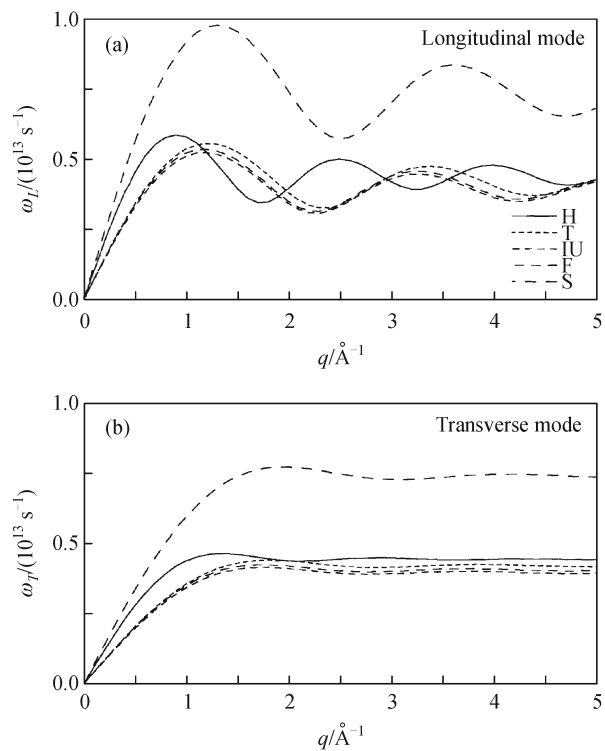 1.0
(a)
Longitudinal mode
0.5
0.0
ω_L/(10^13 s^−1)
H
T
IU
F
S
0 1 2 3 4 5
q/Å^−1
1.0
(b)
Transverse mode
0.5
0.0
ω_T/(10^13 s^−1)
0 1 2 3 4 5
q/Å^−1